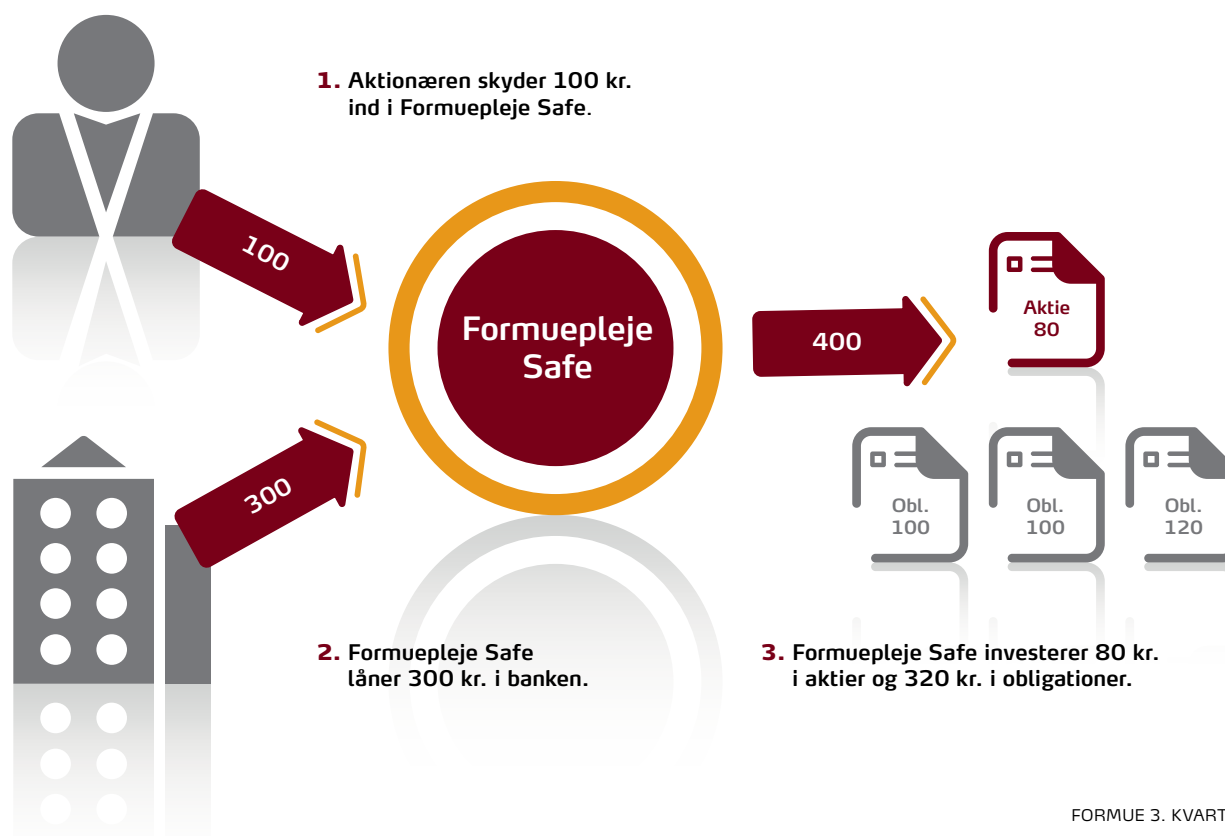 1. Aktionæren skyder 100 kr.
ind i Formuepleje Safe.
100
Formuepleje
Safe
400
Aktie
80
300
Obl.
100
Obl.
100
Obl.
120
2. Formuepleje Safe
låner 300 kr. i banken.
3. Formuepleje Safe investerer 80 kr.
i aktier og 320 kr. i obligationer.
FORMUE 3. KVART